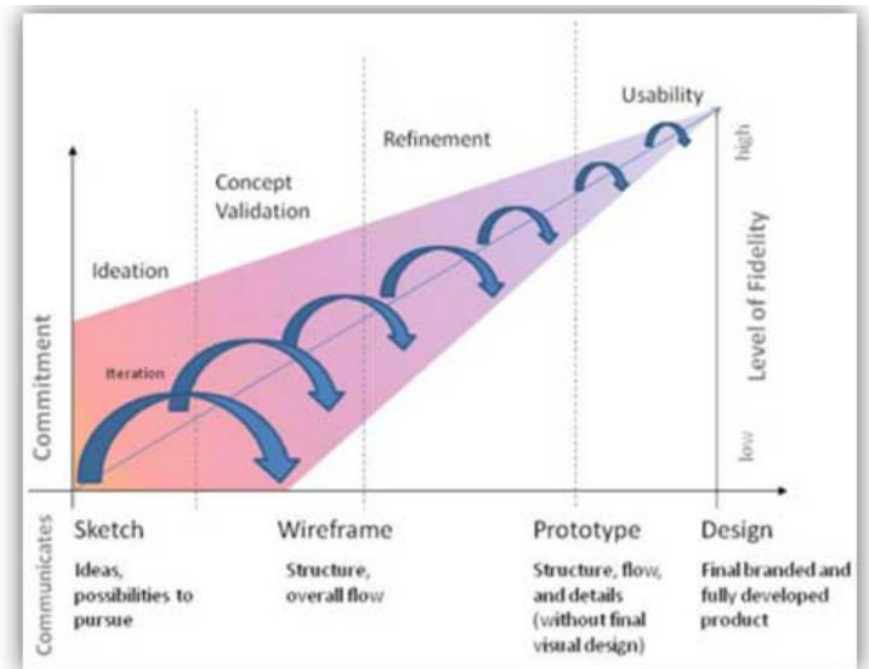 Usability
Refinement
Concept
Validation
Ideation
Iteration
Commitment
high
Level of Fidelity
low
Communicates
Sketch
Ideas,
possibilities to
pursue
Wireframe
Structure,
overall flow
Prototype
Structure, flow,
and details
(without final
visual design)
Design
Final branded and
fully developed
product